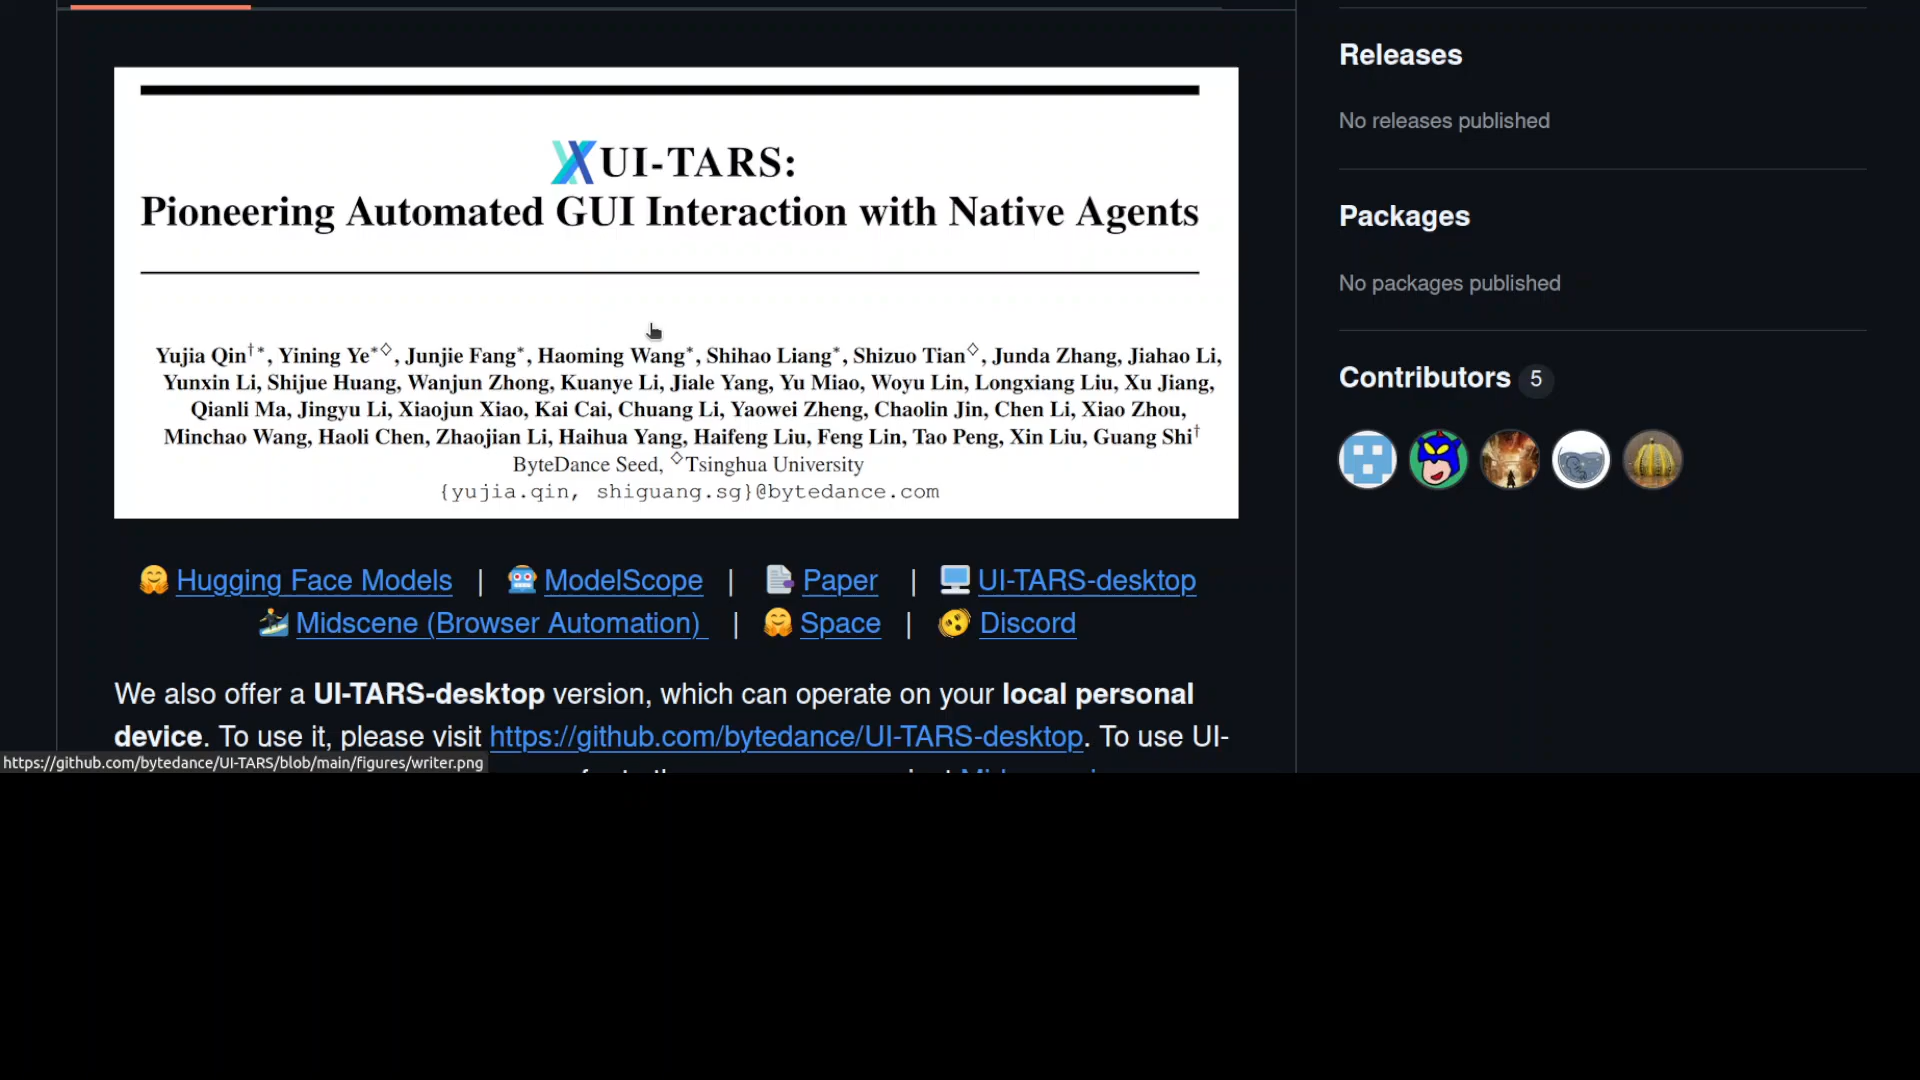 UI-TARS:
Pioneering Automated GUI Interaction with Native Agents
Yujia Qin†*, Yining Ye*◇, Junjie Fang*, Haoming Wang*, Shihao Liang*, Shizuo Tian◇, Junda Zhang, Jiahao Li,
Yunxin Li, Shijue Huang, Wanjun Zhong, Kuanye Li, Jiale Yang, Yu Miao, Woyu Lin, Longxiang Liu, Xu Jiang,
Qianli Ma, Jingyu Li, Xiaojun Xiao, Kai Cai, Chuang Li, Yaowei Zheng, Chaolin Jin, Chen Li, Xiao Zhou,
Minchao Wang, Haoli Chen, Zhaojian Li, Haihua Yang, Haifeng Liu, Feng Lin, Tao Peng, Xin Liu, Guang Shi†
ByteDance Seed, ◇Tsinghua University
{yujia.qin, shiguang.sg}@bytedance.com
🤗 Hugging Face Models | 🤖 ModelScope | 📑 Paper | 🖥️ UI-TARS-desktop
🏄 Midscene (Browser Automation) | 🤗 Space | 🫨 Discord
We also offer a UI-TARS-desktop version, which can operate on your local personal
device. To use it, please visit https://github.com/bytedance/UI-TARS-desktop. To use UI-
https://github.com/bytedance/UI-TARS/blob/main/figures/writer.png
Releases
No releases published
Packages
No packages published
Contributors 5